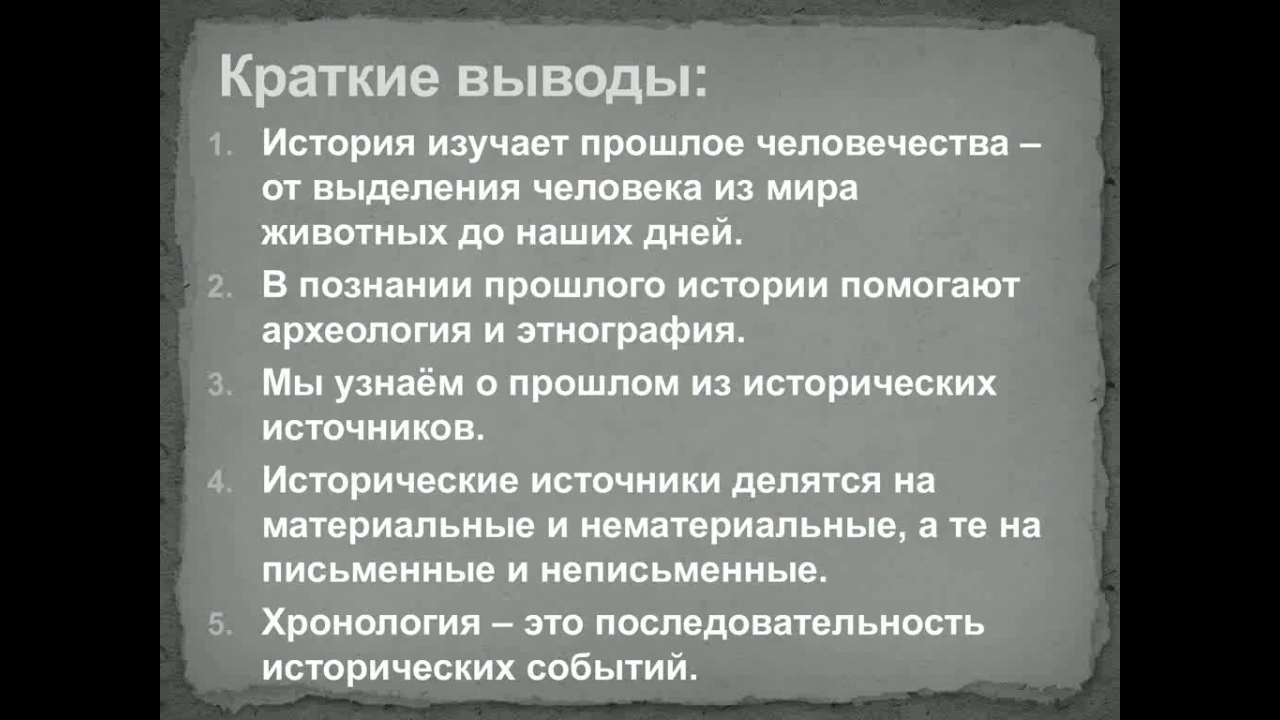 Краткие выводы:
1. История изучает прошлое человечества –
от выделения человека из мира
животных до наших дней.
2. В познании прошлого истории помогают
археология и этнография.
3. Мы узнаём о прошлом из исторических
источников.
4. Исторические источники делятся на
материальные и нематериальные, а те на
письменные и неписьменные.
5. Хронология – это последовательность
исторических событий.